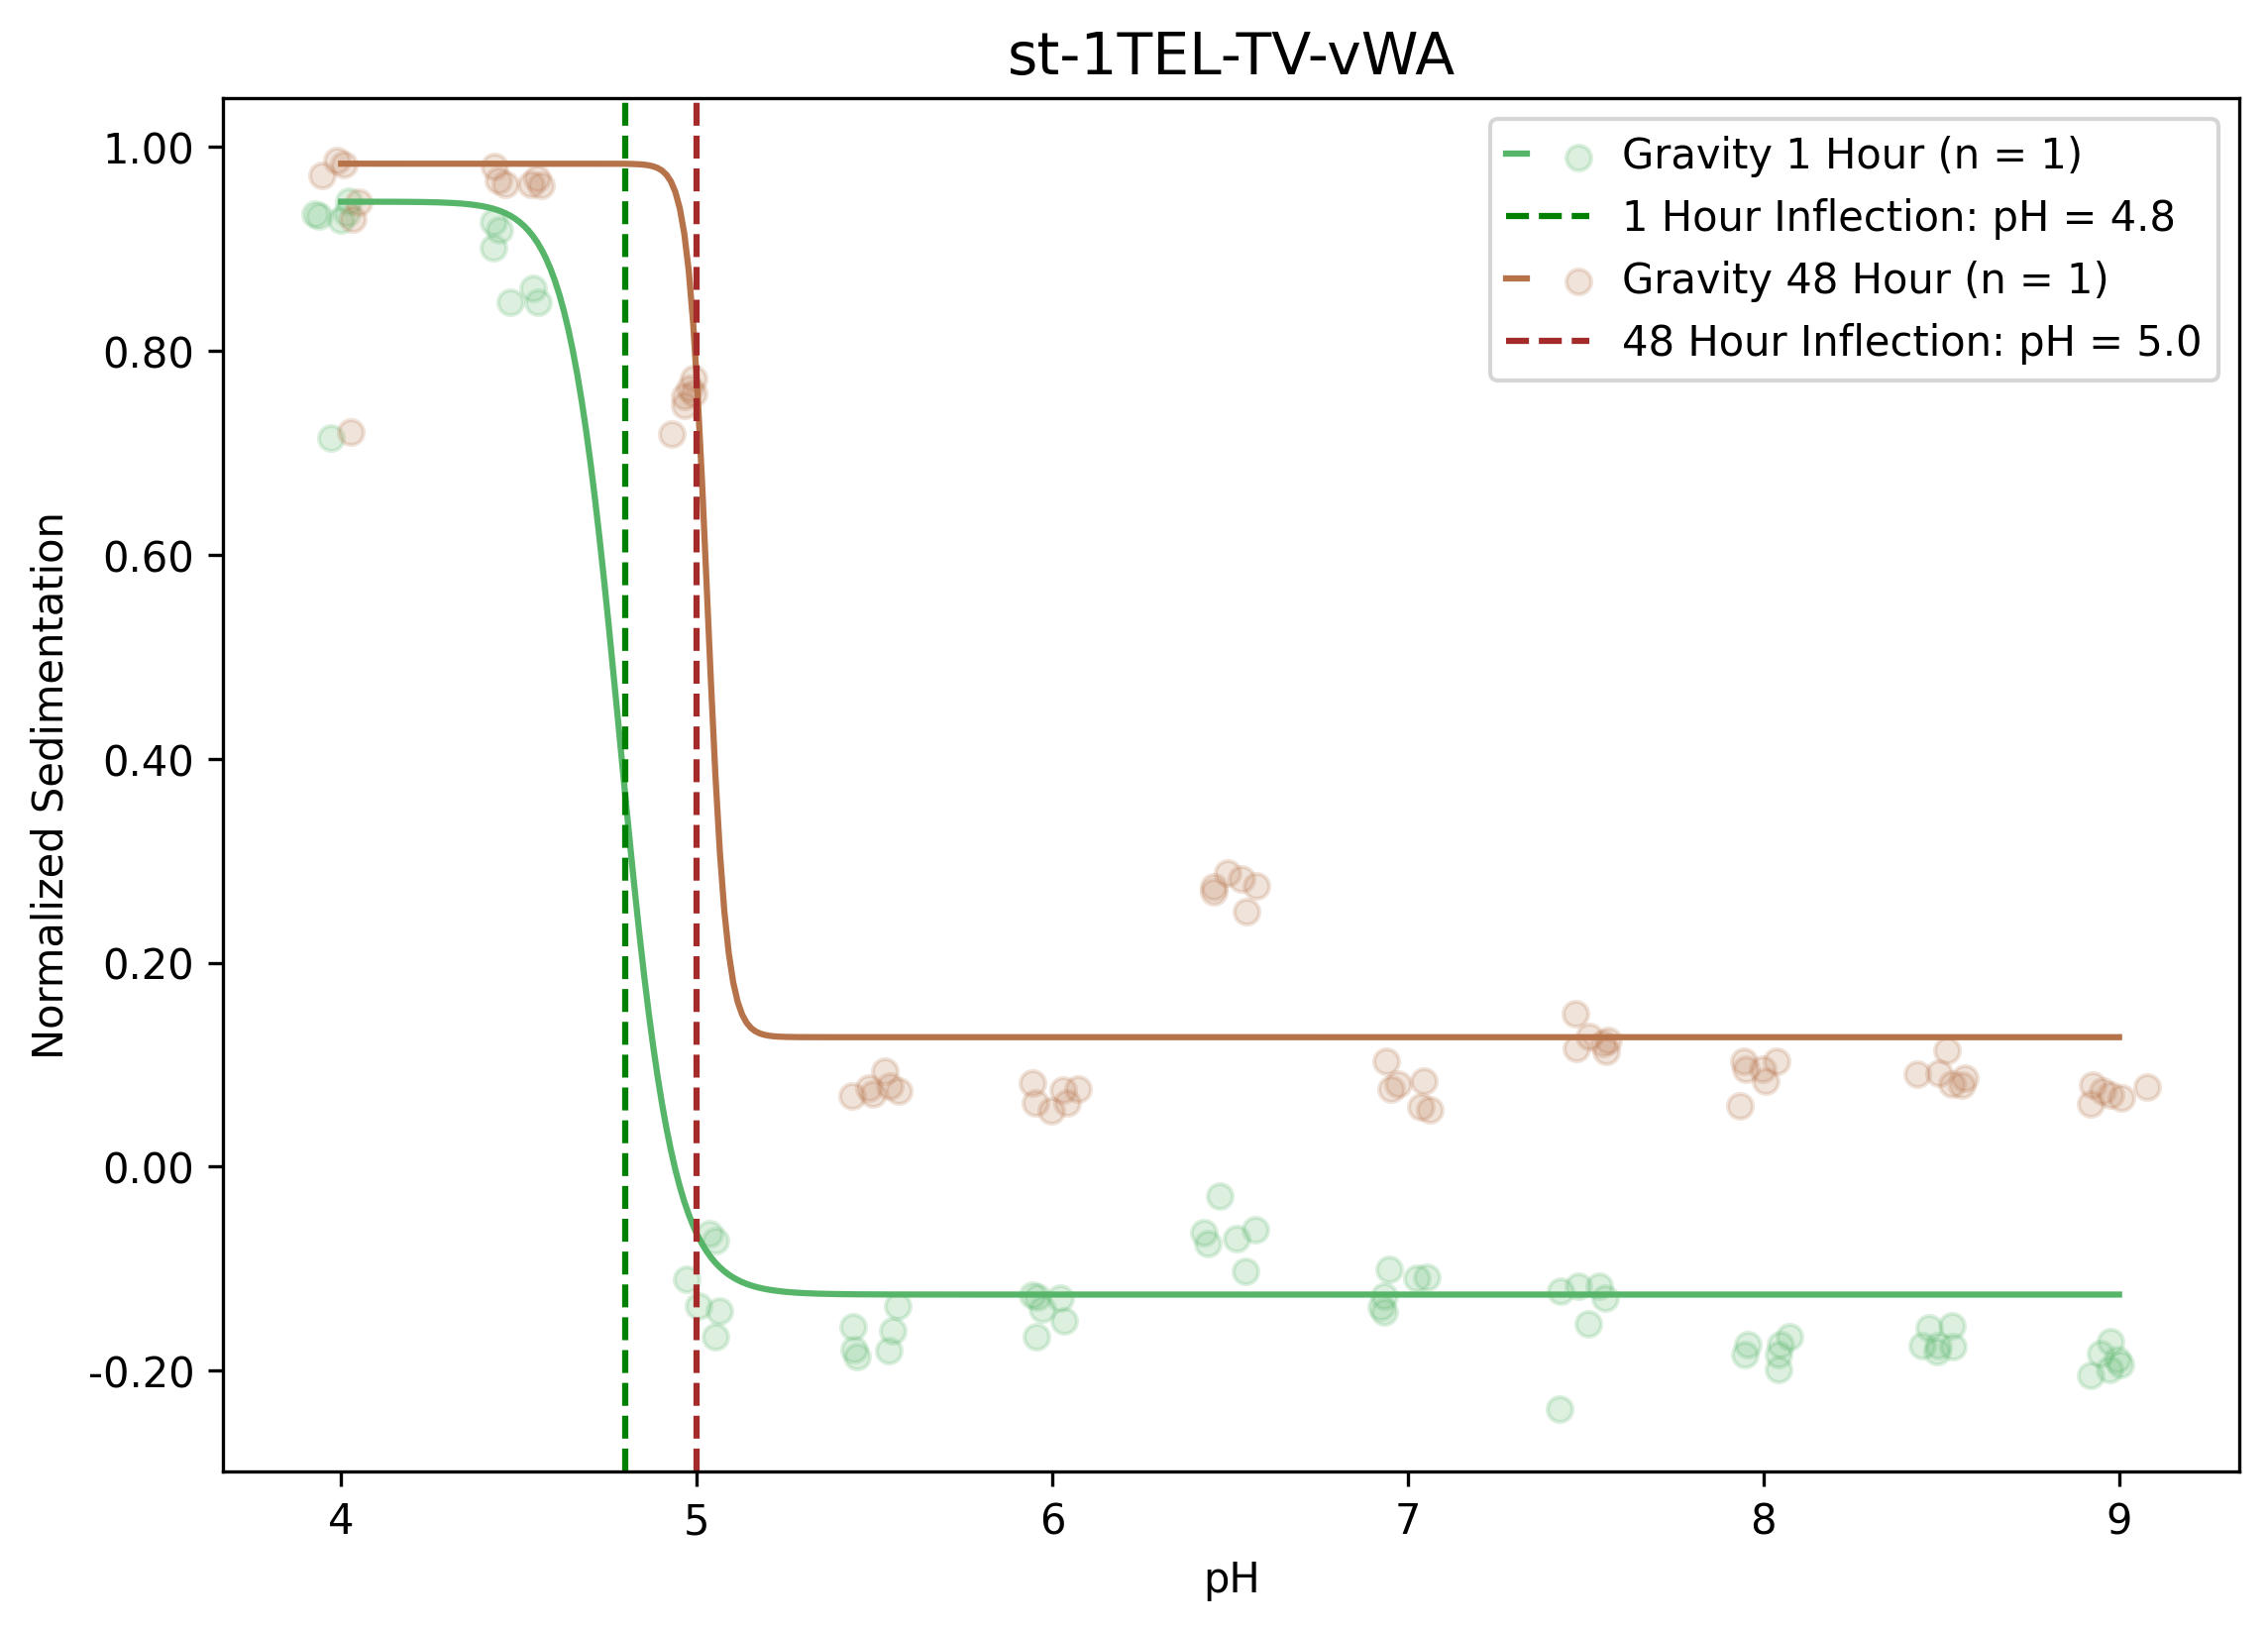 st-1TEL-TV-vWA
Gravity 1 Hour (n = 1)
1 Hour Inflection: pH = 4.8
Gravity 48 Hour (n = 1)
48 Hour Inflection: pH = 5.0
Normalized Sedimentation
1.00
0.80
0.60
0.40
0.20
0.00
-0.20
4 5 6 7 8 9
pH